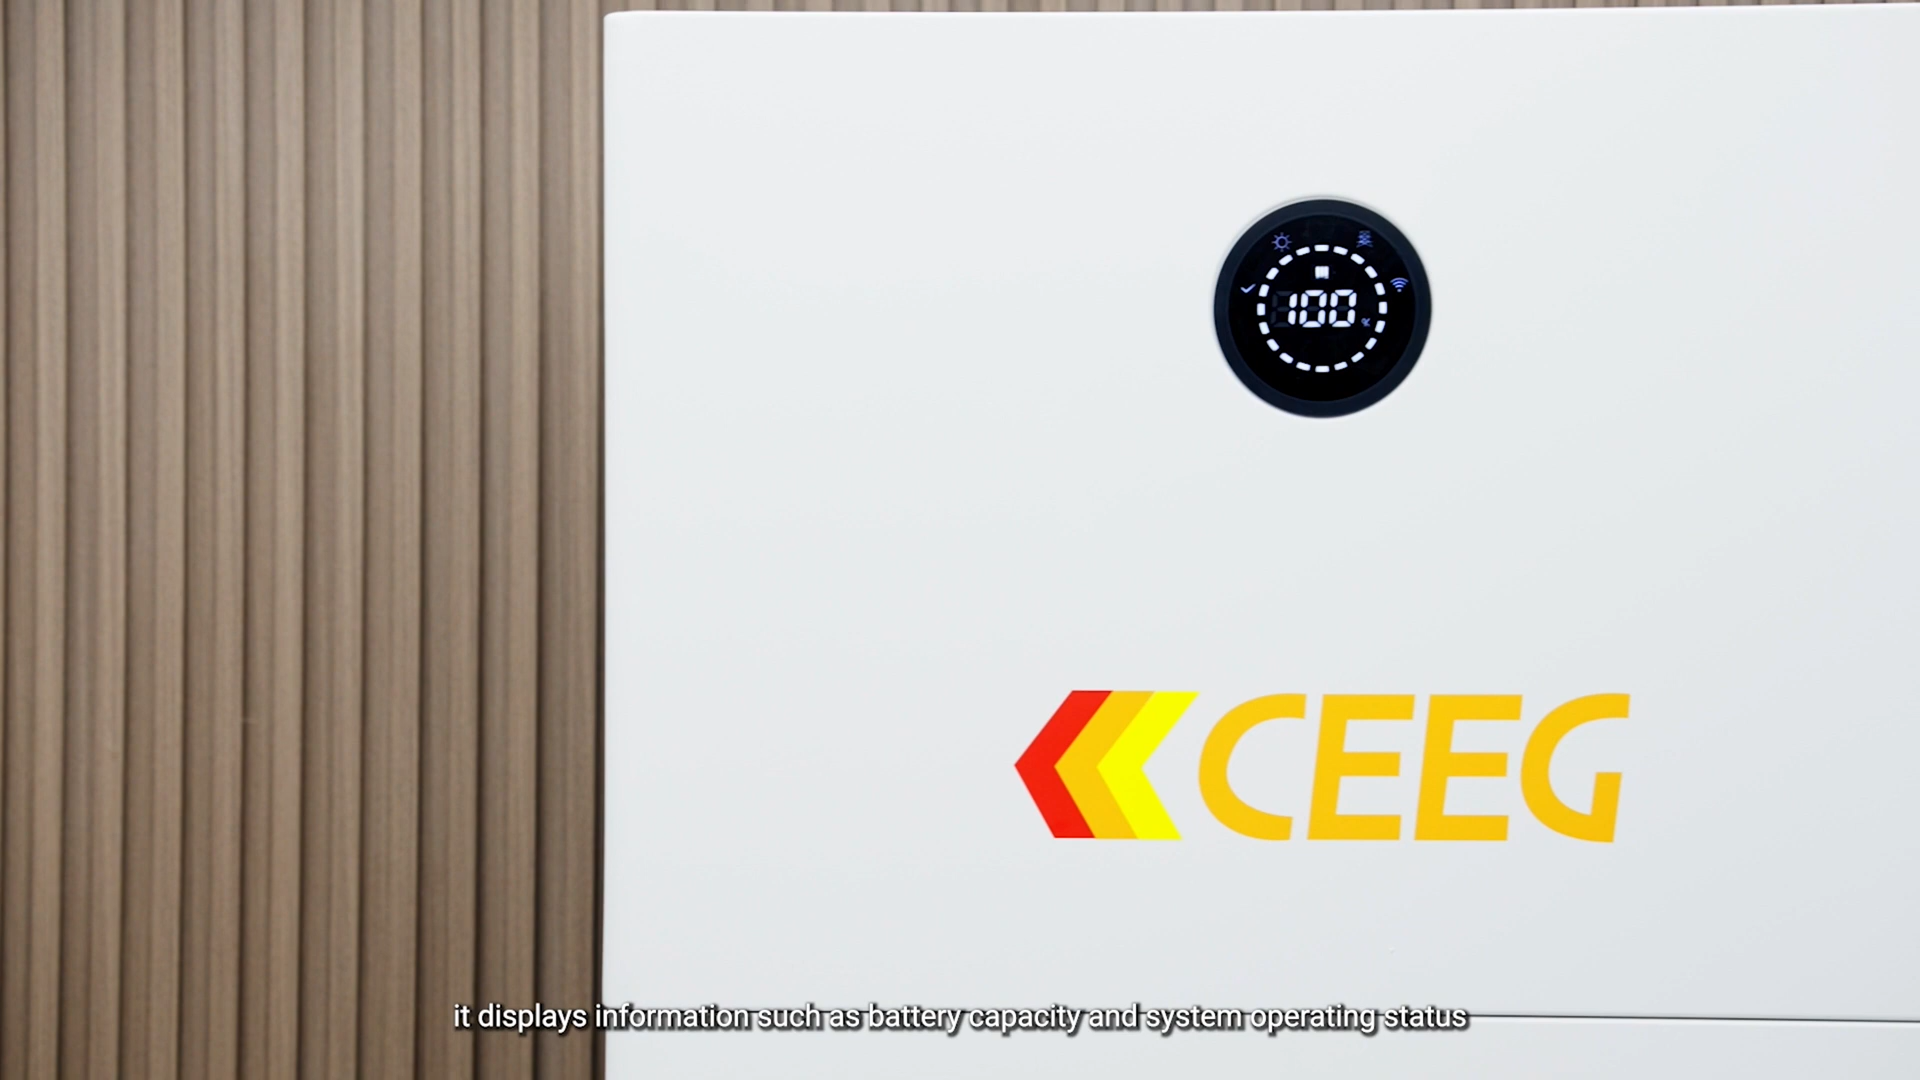 100
CEEG
it displays information such as battery capacity and system operating status